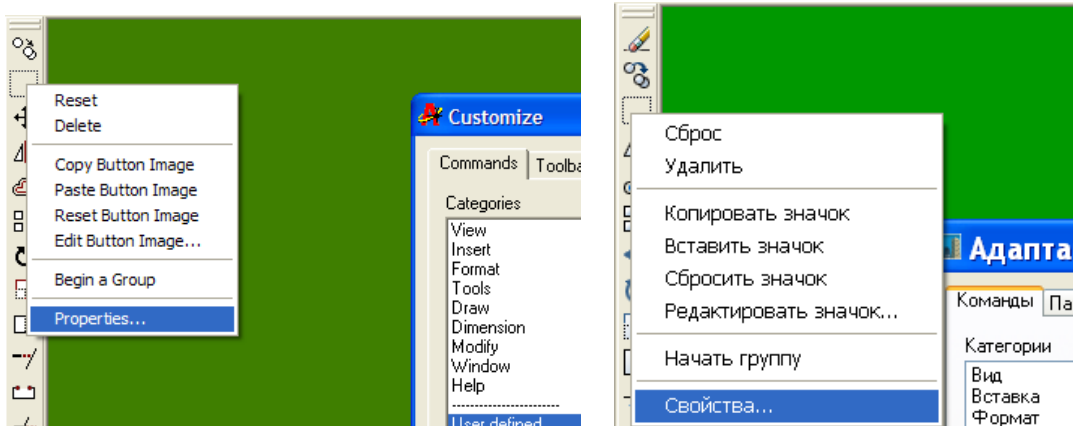 Reset
Delete
Copy Button Image
Paste Button Image
Reset Button Image
Edit Button Image...
Begin a Group
Properties...
Customize
Commands Toolba
Categories
View
Insert
Format
Tools
Draw
Dimension
Modify
Window
Help
User defined
Сброс
Удалить
Копировать значок
Вставить значок
Сбросить значок
Редактировать значок...
Начать группу
Свойства...
Адапта
Команды Па
Категории
Вид
Вставка
Формат